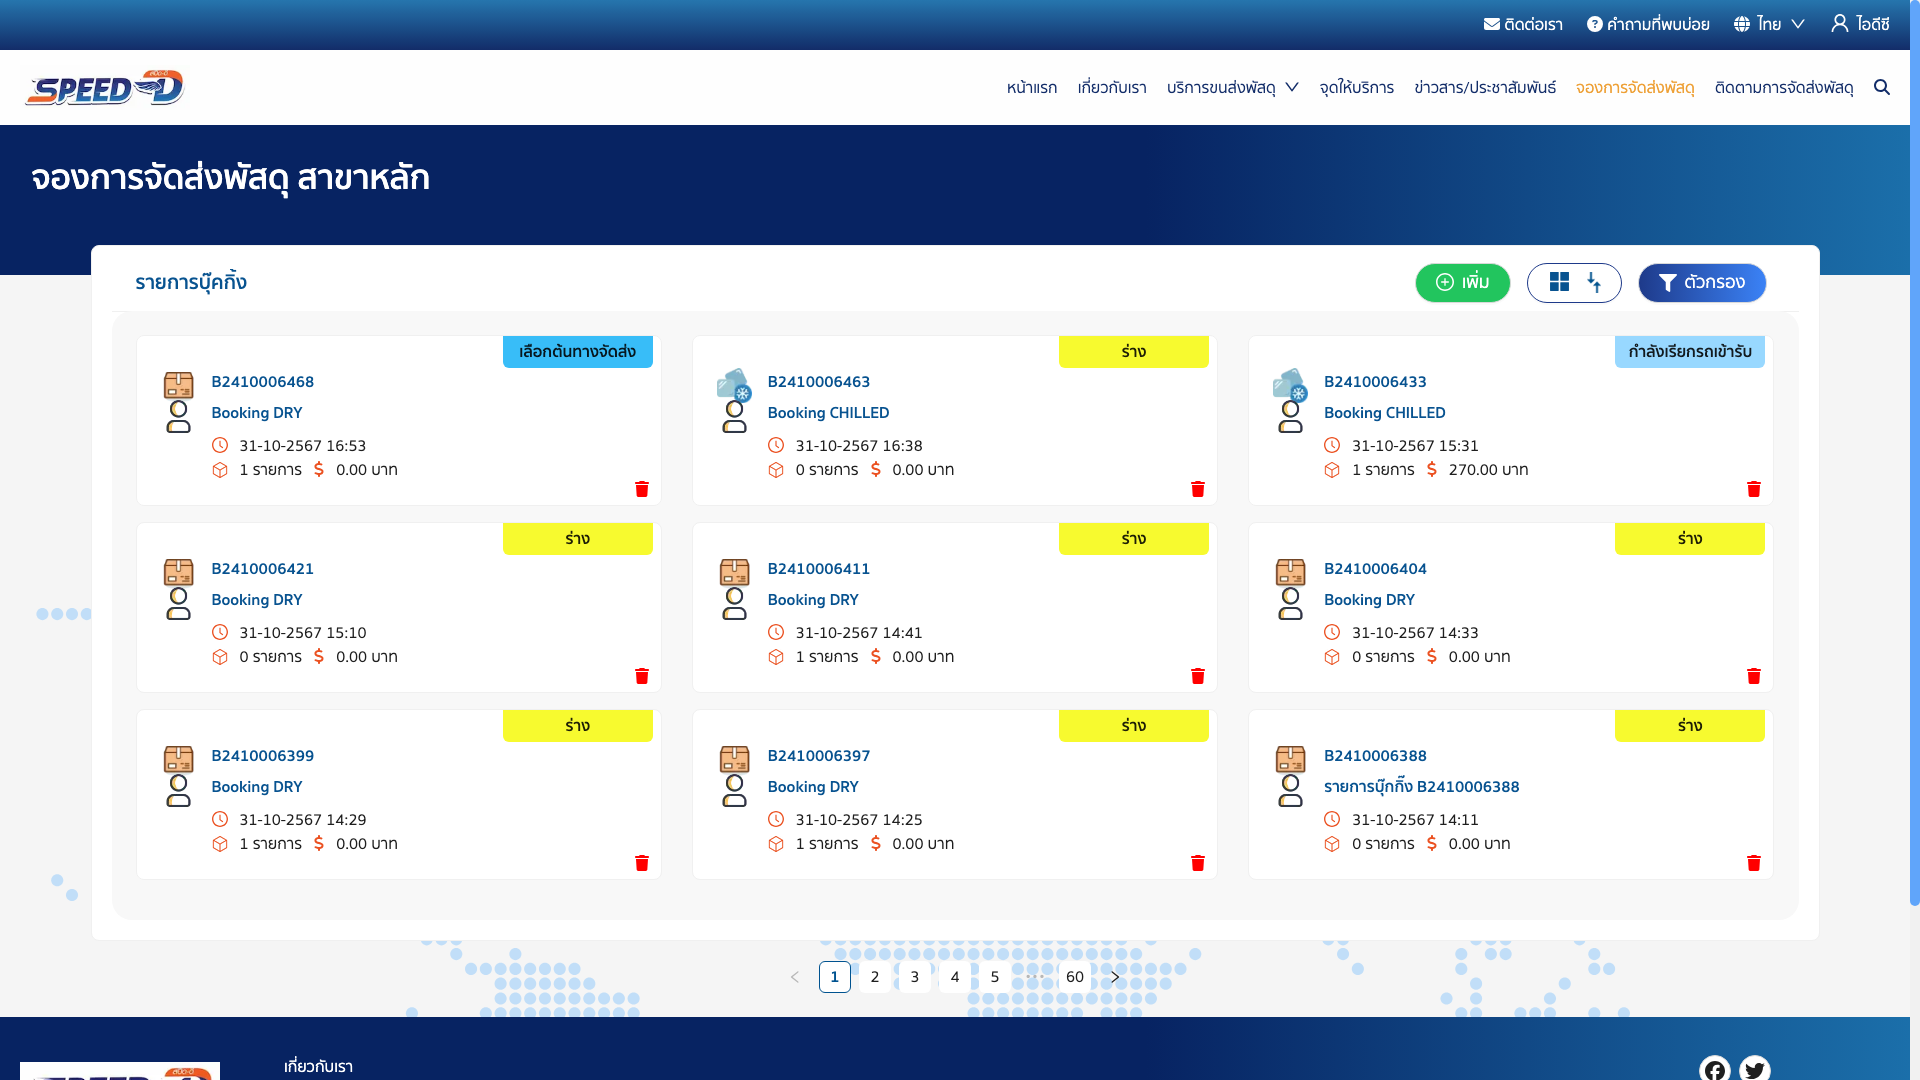 ติดต่อเรา คำถามที่พบบ่อย ไทย ไอดีซี
SPEED-D
หน้าแรก เกี่ยวกับเรา บริการขนส่งพัสดุ จุดให้บริการ ข่าวสาร/ประชาสัมพันธ์ จองการจัดส่งพัสดุ ติดตามการจัดส่งพัสดุ
จองการจัดส่งพัสดุ สาขาหลัก
รายการบุ๊คกิ้ง
เพิ่ม ตัวกรอง
เลือกต้นทางจัดส่ง
B2410006468
Booking DRY
31-10-2567 16:53
1 รายการ $ 0.00 บาท
ร่าง
B2410006463
Booking CHILLED
31-10-2567 16:38
0 รายการ $ 0.00 บาท
กำลังเรียกรถเข้ารับ
B2410006433
Booking CHILLED
31-10-2567 15:31
1 รายการ $ 270.00 บาท
ร่าง
B2410006421
Booking DRY
31-10-2567 15:10
0 รายการ $ 0.00 บาท
ร่าง
B2410006411
Booking DRY
31-10-2567 14:41
1 รายการ $ 0.00 บาท
ร่าง
B2410006404
Booking DRY
31-10-2567 14:33
0 รายการ $ 0.00 บาท
ร่าง
B2410006399
Booking DRY
31-10-2567 14:29
1 รายการ $ 0.00 บาท
ร่าง
B2410006397
Booking DRY
31-10-2567 14:25
1 รายการ $ 0.00 บาท
ร่าง
B2410006388
รายการบุ๊กกิ๊ง B2410006388
31-10-2567 14:11
0 รายการ $ 0.00 บาท
1 2 3 4 5 ••• 60
เกี่ยวกับเรา